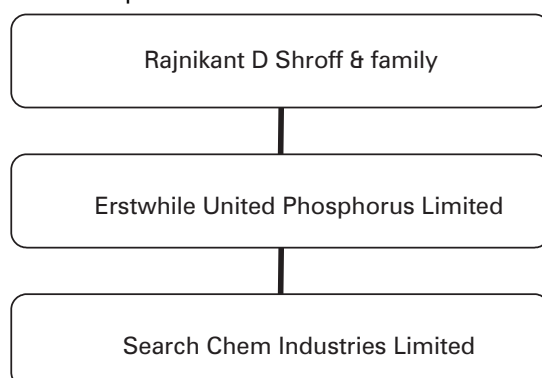 Rajnikant D Shroff & family
Erstwhile United Phosphorus Limited
Search Chem Industries Limited